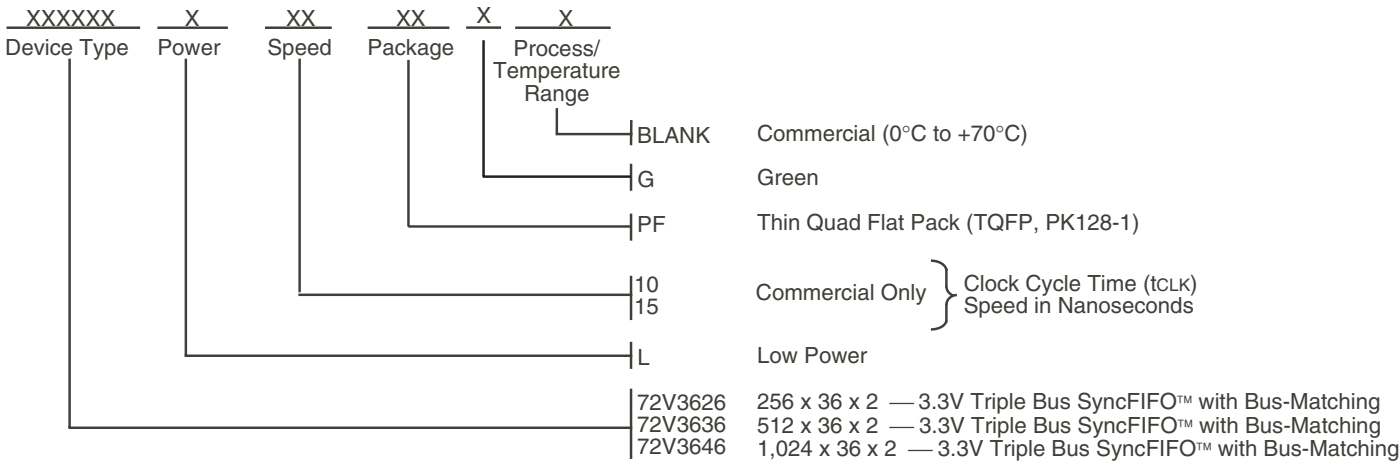 XXXXXX X XX XX X X
Device Type Power Speed Package Process/
Temperature
Range
BLANK Commercial (0°C to +70°C)
G Green
PF Thin Quad Flat Pack (TQFP, PK128-1)
10
15
Commercial Only
Clock Cycle Time (tCLK)
Speed in Nanoseconds
L Low Power
72V3626 256 x 36 x 2 — 3.3V Triple Bus SyncFIFO™ with Bus-Matching
72V3636 512 x 36 x 2 — 3.3V Triple Bus SyncFIFO™ with Bus-Matching
72V3646 1,024 x 36 x 2 — 3.3V Triple Bus SyncFIFO™ with Bus-Matching